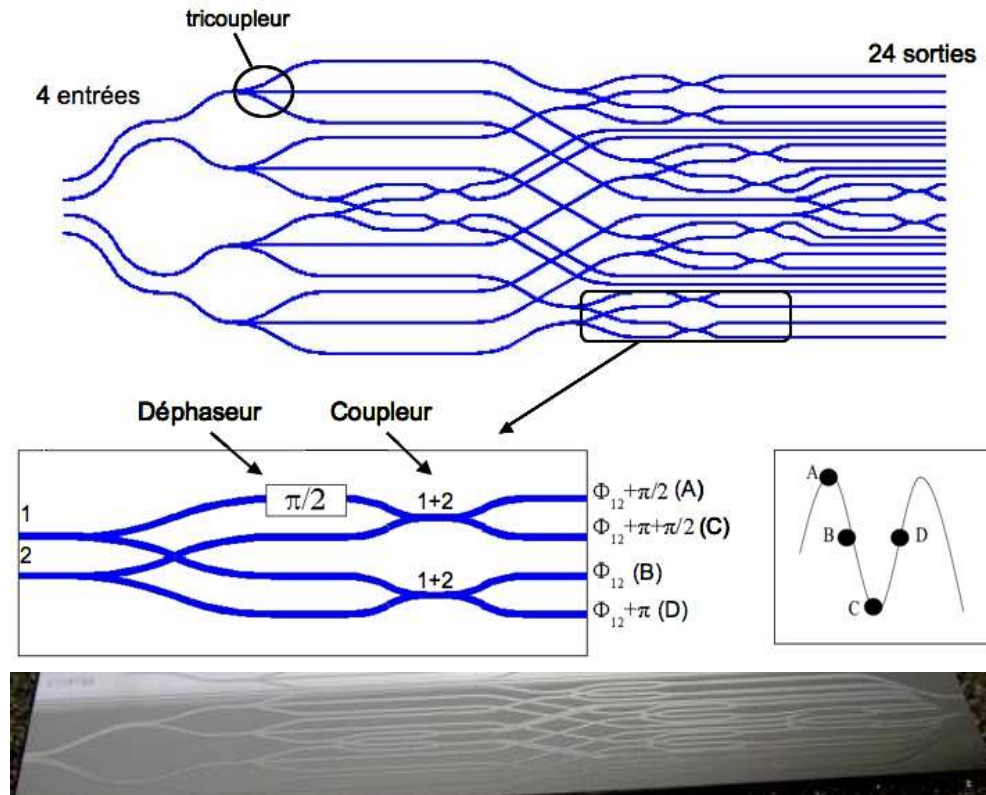 tricoupleur
24 sorties
4 entrées
Déphaseur
Coupleur
1
π/2
1+2
Φ₁₂+π/2 (A)
Φ₁₂+π+π/2 (C)
2
1+2
Φ₁₂ (B)
Φ₁₂+π (D)
A
B
D
C